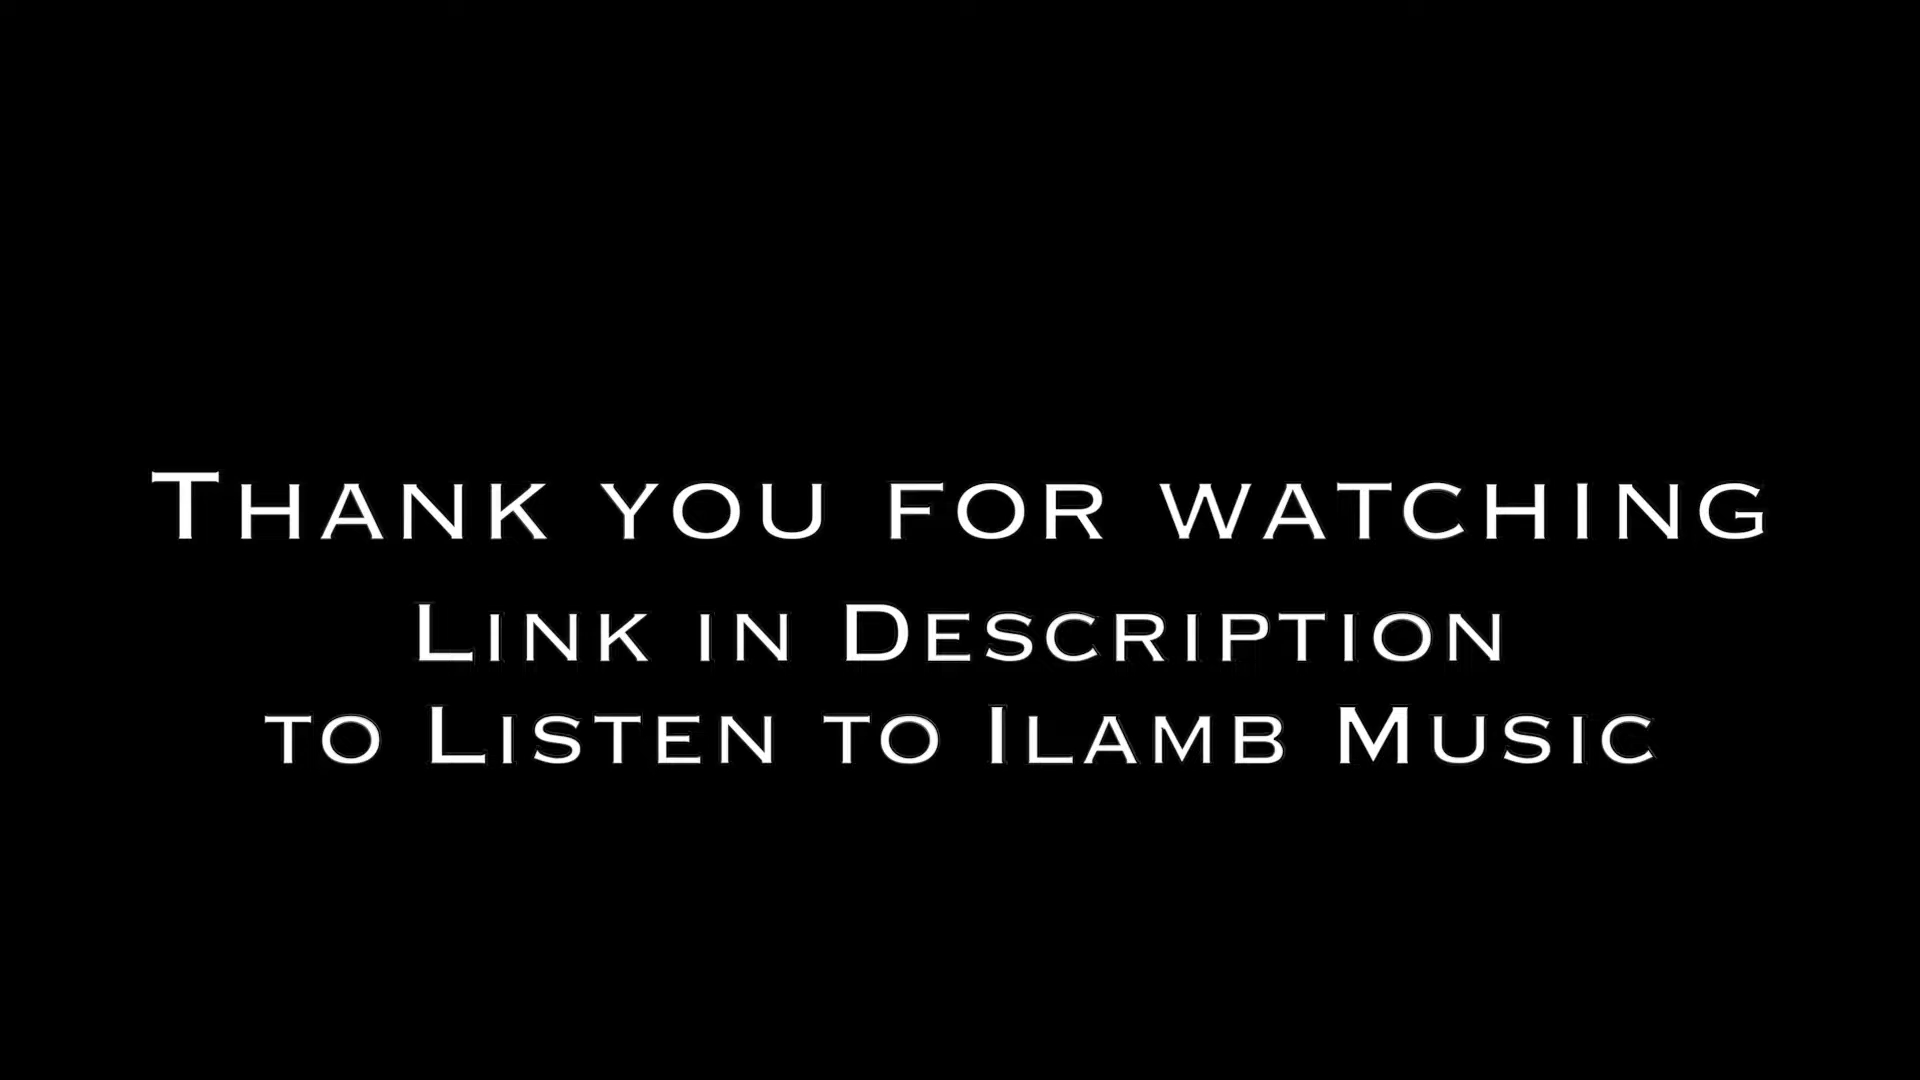 Thank you for watching
Link in Description
to Listen to Ilamb Music